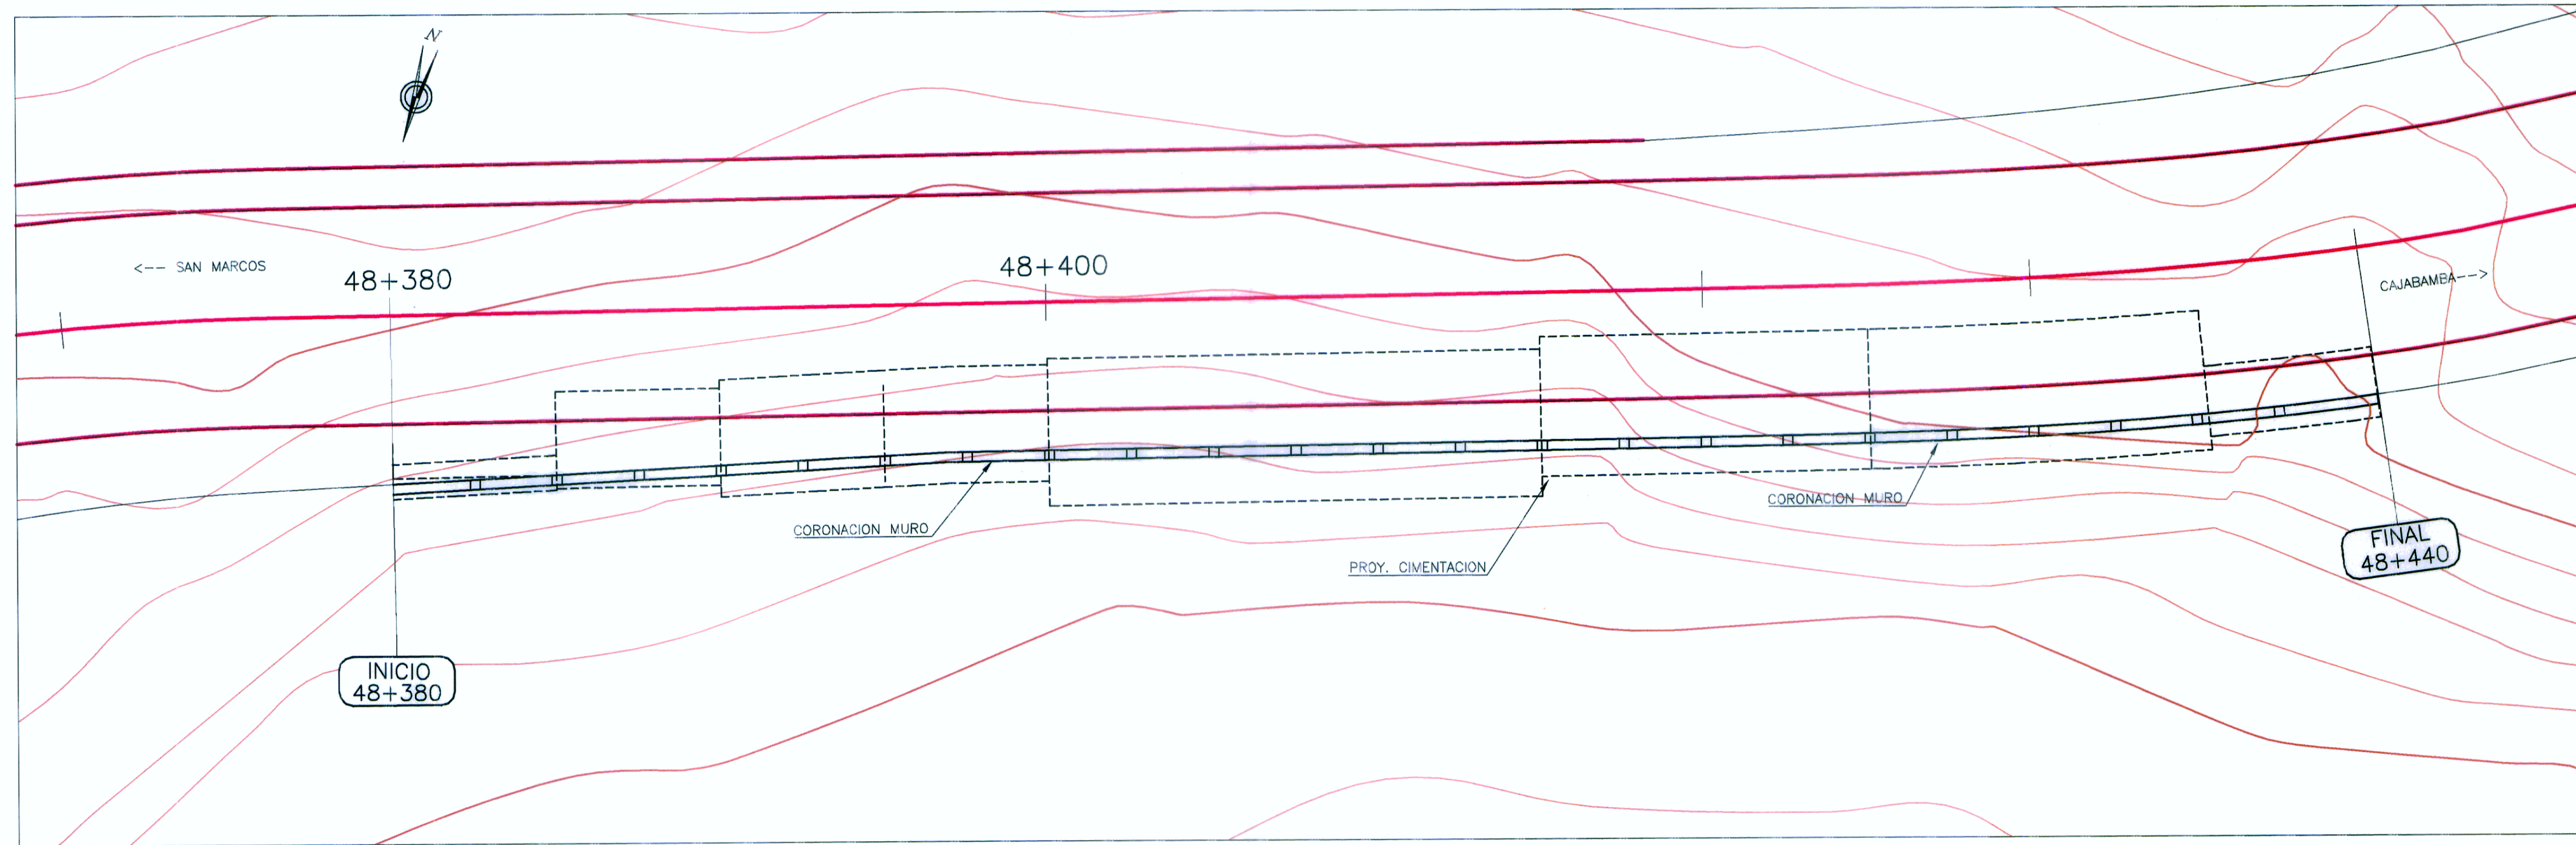 N
<-- SAN MARCOS
48+380
48+400
CAJABAMBA-->
CORONACION MURO
CORONACION MURO
PROY. CIMENTACION
FINAL
48+440
INICIO
48+380